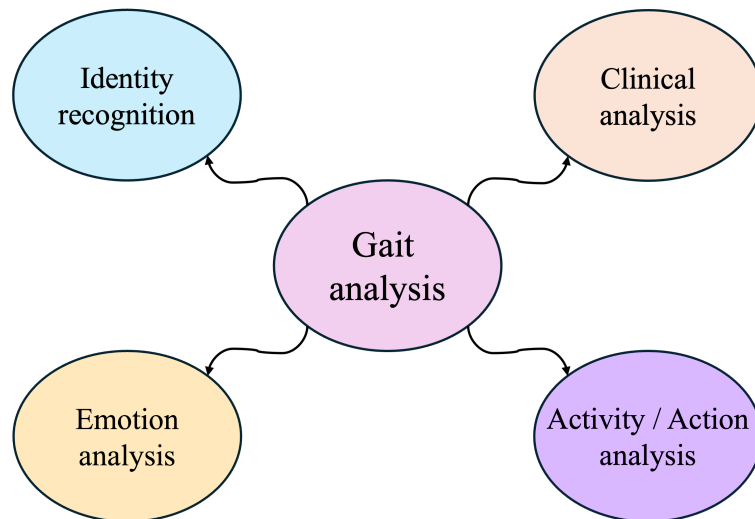 Identity
recognition
Clinical
analysis
Gait
analysis
Emotion
analysis
Activity / Action
analysis